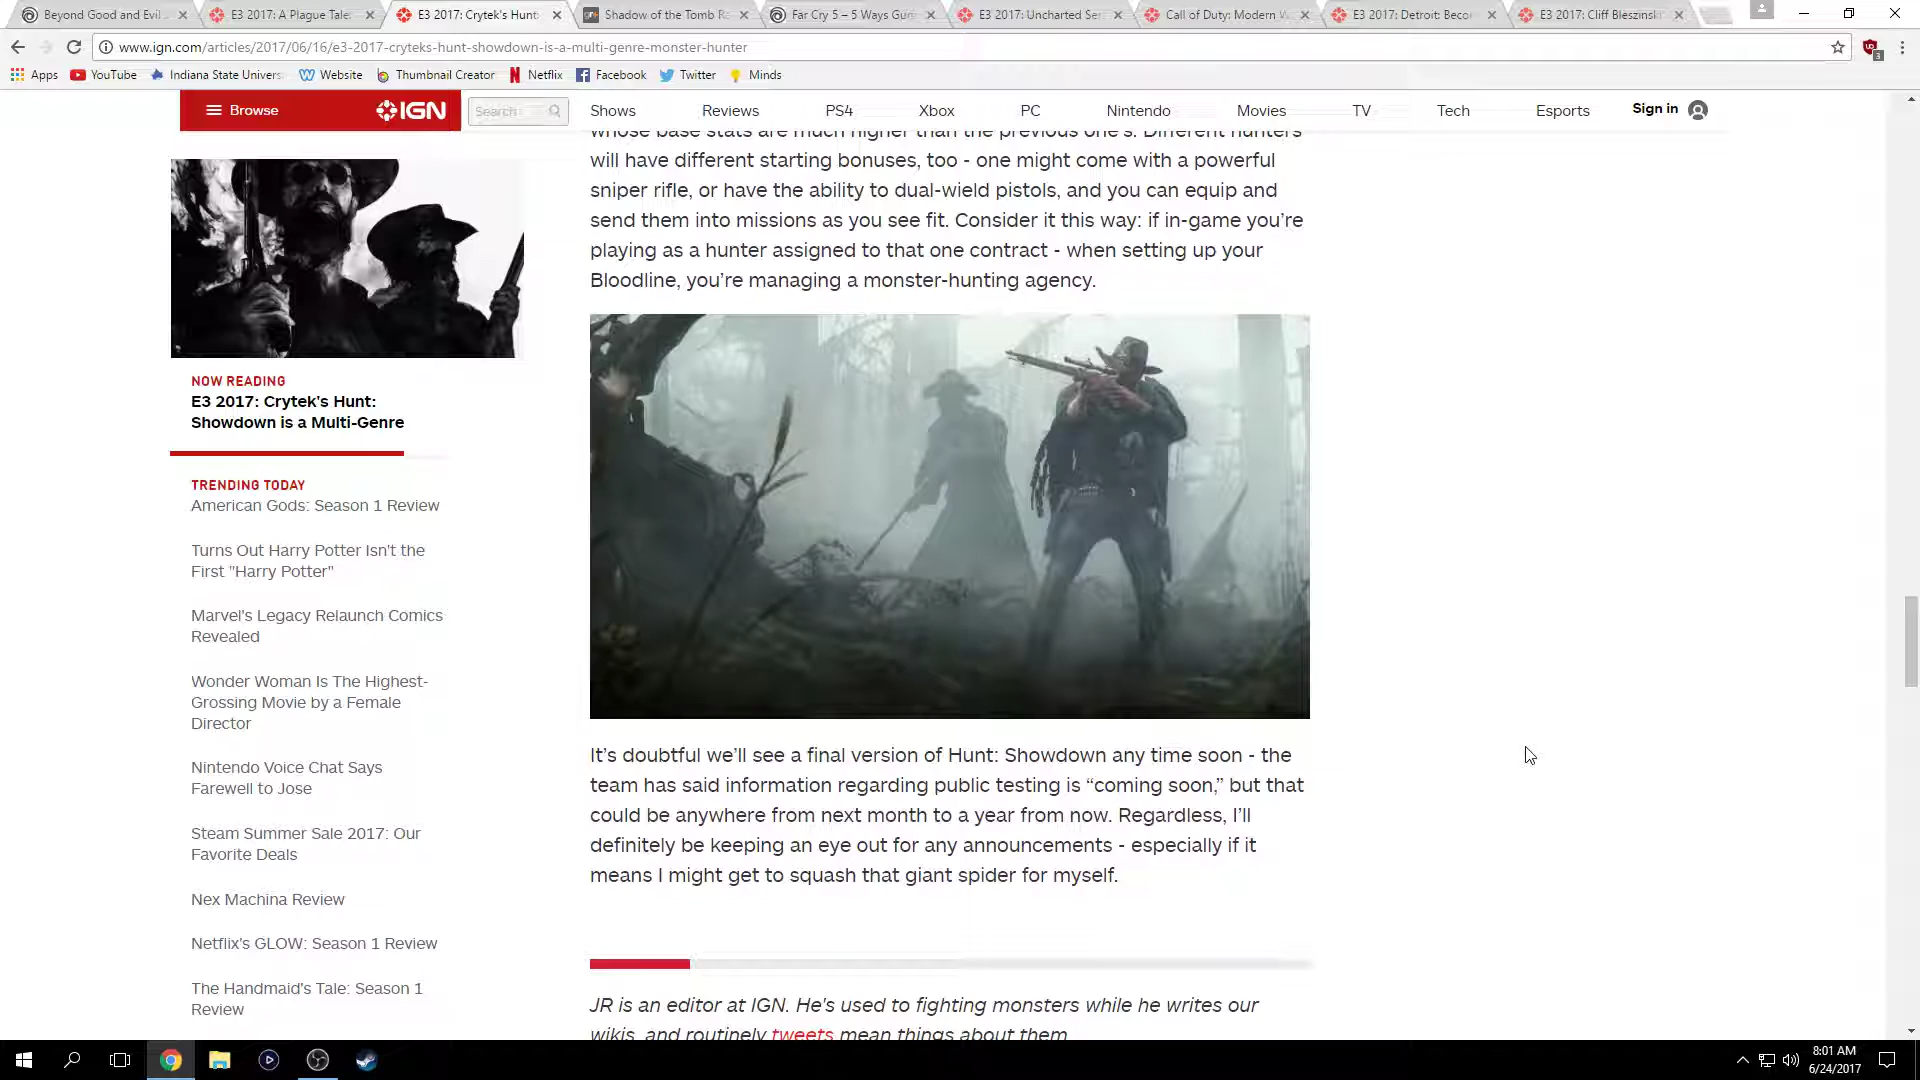 Beyond Good and Evil
E3 2017: A Plague Tale:
E3 2017: Crytek's Hunt:
Shadow of the Tomb R
Far Cry 5 – 5 Ways Gu
E3 2017: Uncharted
Call of Duty: Modern W
E3 2017: Detroit: Beco
E3 2017: Cliff Bleszinski
www.ign.com/articles/2017/06/16/e3-2017-cryteks-hunt-showdown-is-a-multi-genre-monster-hunter
3
Apps YouTube Indiana State Univers Website Thumbnail Creator Netflix Facebook Twitter Minds
Browse IGN Search Shows Reviews PS4 Xbox PC Nintendo Movies TV Tech Esports Sign in
whose base stats are much higher than the previous one's. Different hunters
will have different starting bonuses, too - one might come with a powerful
sniper rifle, or have the ability to dual-wield pistols, and you can equip and
send them into missions as you see fit. Consider it this way: if in-game you’re
playing as a hunter assigned to that one contract - when setting up your
Bloodline, you’re managing a monster-hunting agency.
NOW READING
E3 2017: Crytek's Hunt:
Showdown is a Multi-Genre
TRENDING TODAY
American Gods: Season 1 Review
Turns Out Harry Potter Isn't the
First "Harry Potter"
Marvel's Legacy Relaunch Comics
Revealed
Wonder Woman Is The Highest-
Grossing Movie by a Female
Director
Nintendo Voice Chat Says
Farewell to Jose
Steam Summer Sale 2017: Our
Favorite Deals
Nex Machina Review
Netflix's GLOW: Season 1 Review
The Handmaid's Tale: Season 1
Review
It’s doubtful we’ll see a final version of Hunt: Showdown any time soon - the
team has said information regarding public testing is “coming soon,” but that
could be anywhere from next month to a year from now. Regardless, I’ll
definitely be keeping an eye out for any announcements - especially if it
means I might get to squash that giant spider for myself.
JR is an editor at IGN. He's used to fighting monsters while he writes our
wikis, and routinely tweets mean things about them
8:01 AM
6/24/2017